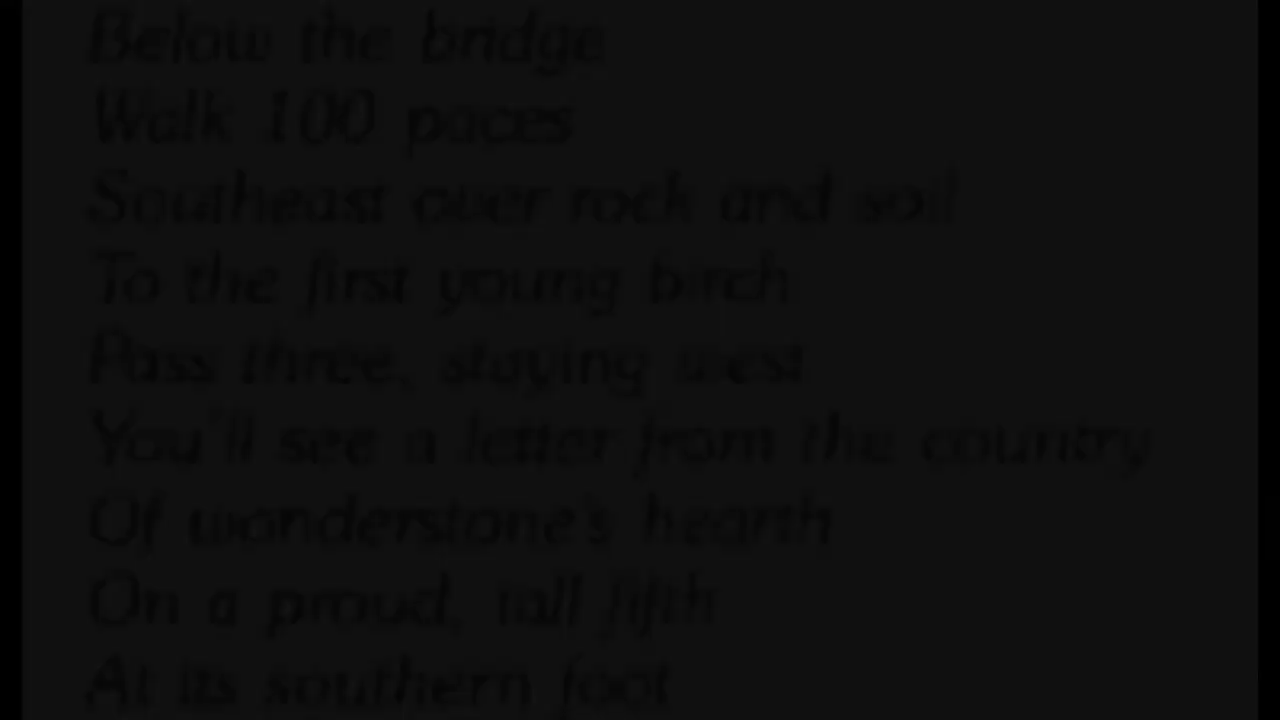 Below the bridge
Walk 100 paces
Southeast over rock and soil
To the first young birch
Pass three, staying west
You'll see a letter from the country
Of wonderstone's hearth
On a proud, tall fifth
At its southern foot